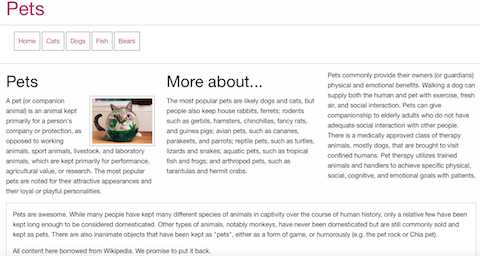 Pets
Home
Cats
Dogs
Fish
Bears
Pets
A pet (or companion
animal) is an animal kept
primarily for a person's
company or protection, as
opposed to working
animals, sport animals, livestock, and laboratory
animals, which are kept primarily for performance,
agricultural value, or research. The most popular
pets are noted for their attractive appearances and
their loyal or playful personalities.
More about...
The most popular pets are likely dogs and cats, but
people also keep house rabbits, ferrets; rodents
such as gerbils, hamsters, chinchillas, fancy rats,
and guinea pigs; avian pets, such as canaries,
parakeets, and parrots; reptile pets, such as turtles,
lizards and snakes; aquatic pets, such as tropical
fish and frogs; and arthropod pets, such as
tarantulas and hermit crabs.
Pets commonly provide their owners (or guardians)
physical and emotional benefits. Walking a dog can
supply both the human and pet with exercise, fresh
air, and social interaction. Pets can give
companionship to elderly adults who do not have
adequate social interaction with other people.
There is a medically approved class of therapy
animals, mostly dogs, that are brought to visit
confined humans. Pet therapy utilizes trained
animals and handlers to achieve specific physical,
social, cognitive, and emotional goals with patients.
Pets are awesome. While many people have kept many different species of animals in captivity over the course of human history, only a relative few have been
kept long enough to be considered domesticated. Other types of animals, notably monkeys, have never been domesticated but are still commonly sold and
kept as pets. There are also inanimate objects that have been kept as "pets", either as a form of game, or humorously (e.g. the pet rock or Chia pet).
All content here borrowed from Wikipedia. We promise to put it back.